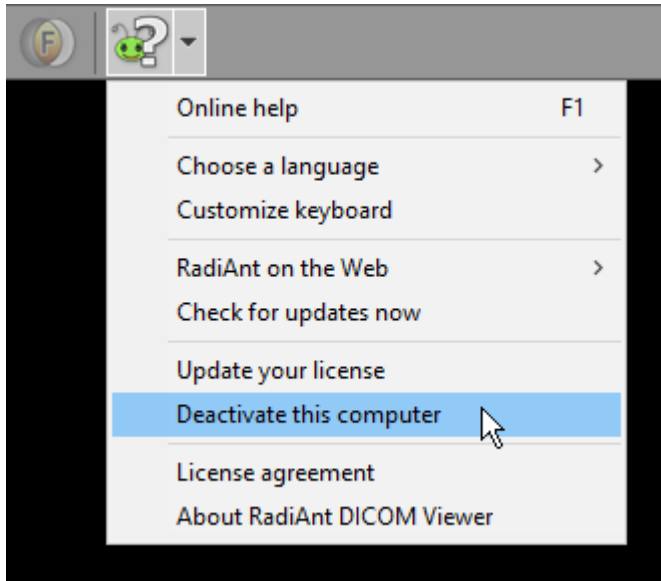 F
?
Online help F1
Choose a language >
Customize keyboard
RadiAnt on the Web >
Check for updates now
Update your license
Deactivate this computer
License agreement
About RadiAnt DICOM Viewer